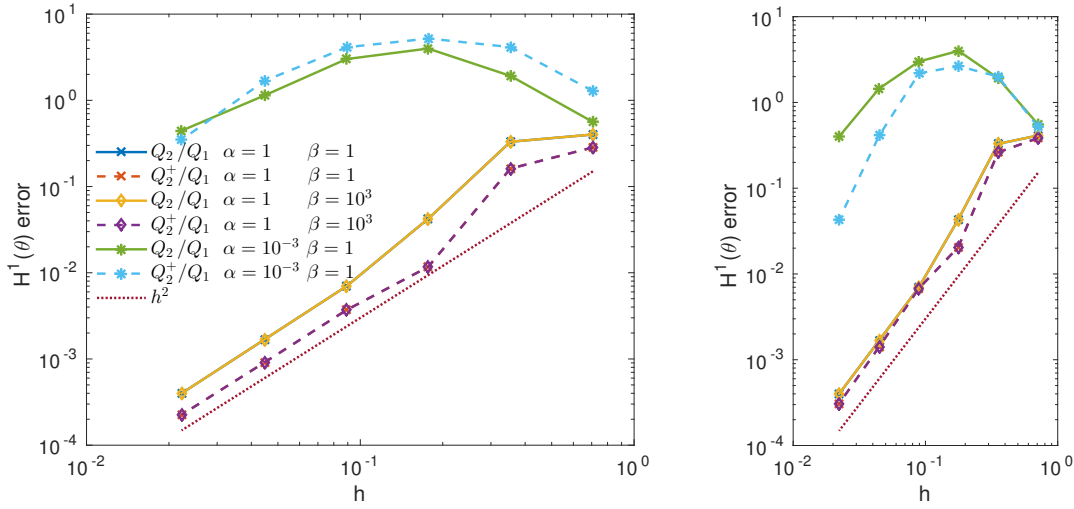 10^1
10^0
10^-1
10^-2
10^-3
10^-4
H^1(θ) error
Q_2/Q_1 α = 1 β = 1
Q_2^+/Q_1 α = 1 β = 1
Q_2/Q_1 α = 1 β = 10^3
Q_2^+/Q_1 α = 1 β = 10^3
Q_2/Q_1 α = 10^-3 β = 1
Q_2^+/Q_1 α = 10^-3 β = 1
h^2
10^-2
10^-1
10^0
h
10^1
10^0
10^-1
10^-2
10^-3
10^-4
H^1(θ) error
10^-2
10^-1
10^0
h